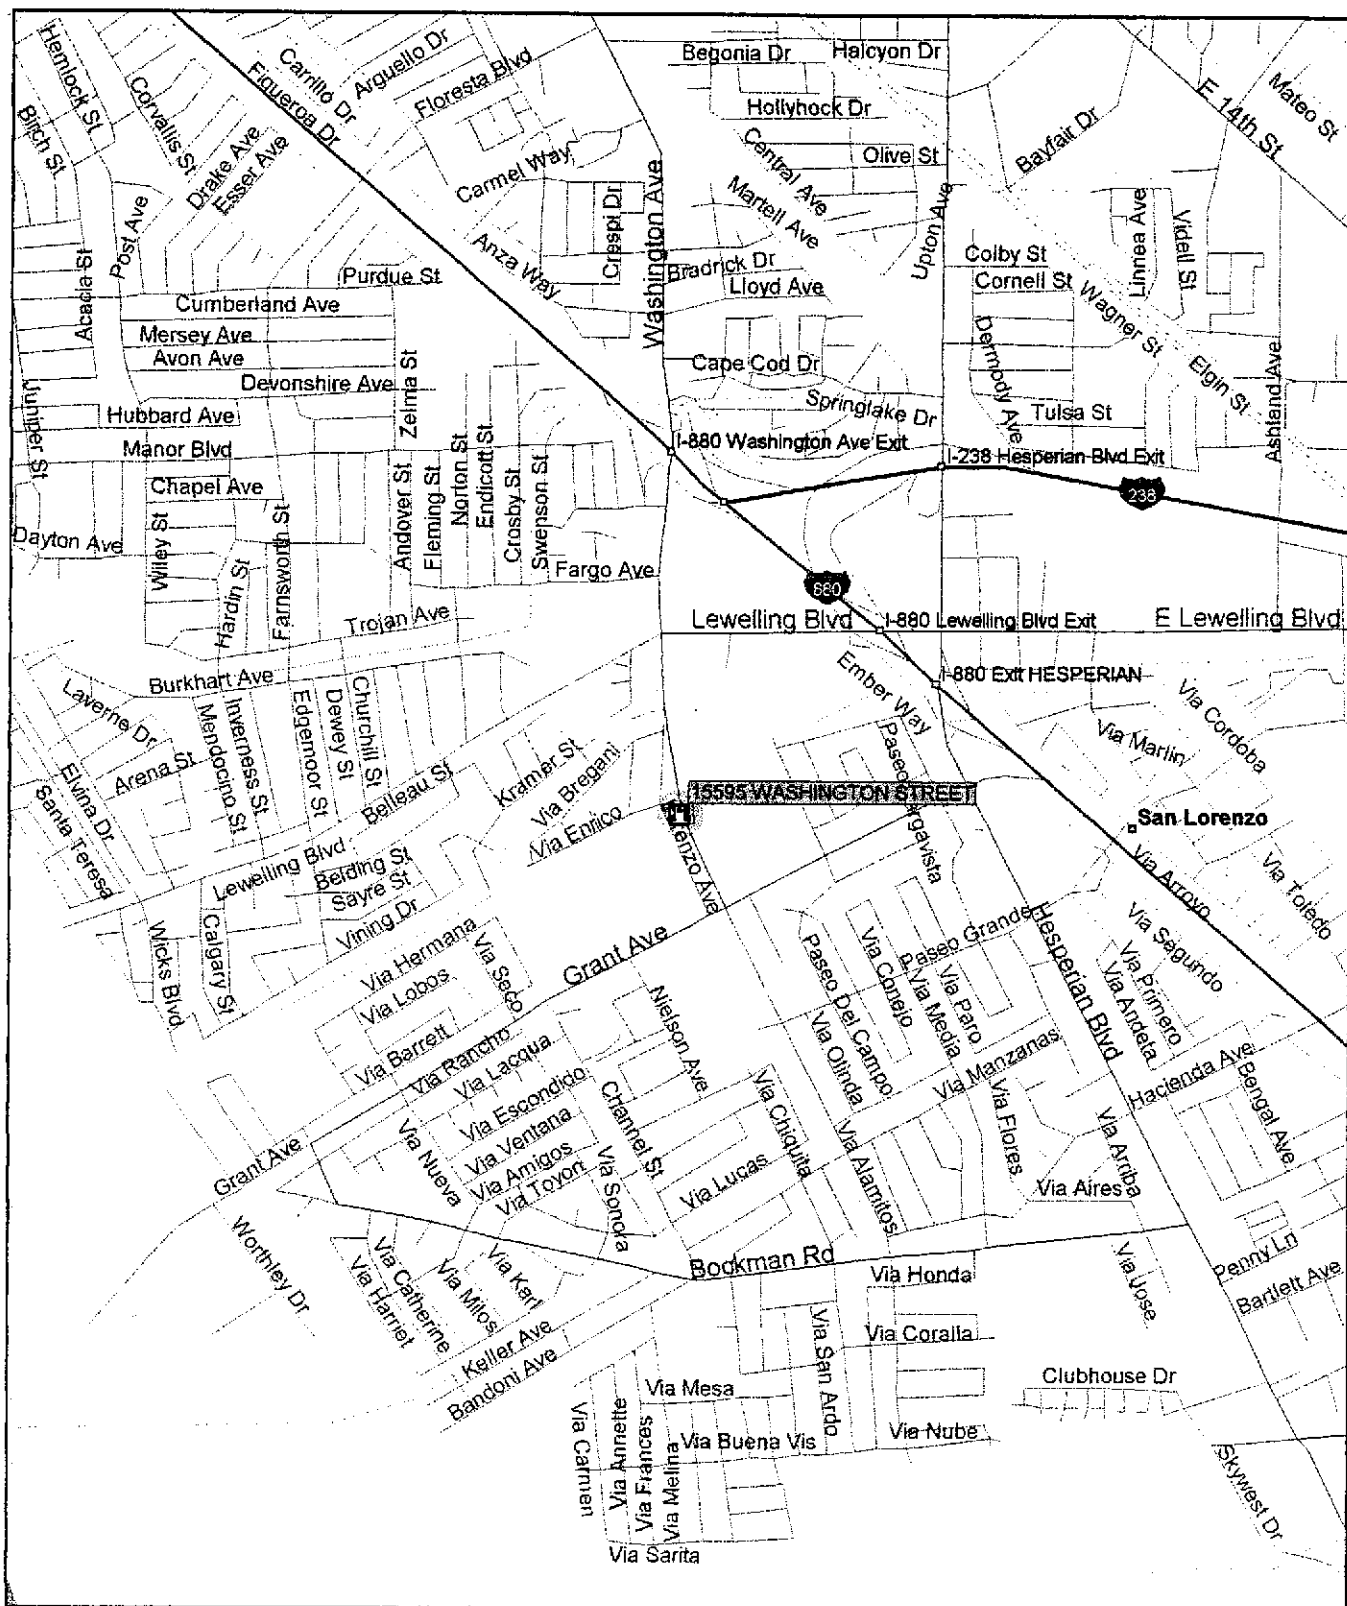 Hemlock St
Birch St
Corvallis St
Drake Ave
Esser Ave
Carrillo Dr
Figueroa Dr
Arguello Dr
Floresta Blvd
Carmel Way
Begonia Dr
Halcyon Dr
Hollyhock Dr
Central Ave
Martell Ave
Olive St
Bayfair Dr
E 14th St
Mateo St
Acacia St
Post Ave
Purdue St
Cumberland Ave
Mersey Ave
Avon Ave
Devonshire Ave
Zelma St
Anza Way
Crespi Dr
Washington Ave
Bradrick Dr
Lloyd Ave
Upton Ave
Colby St
Cornell St
Linnea Ave
Videll St
Wagner St
Elgin St
Ashland Ave
Dermody Ave
Tulsa St
Cape Cod Dr
Springlake Dr
Juniper St
Hubbard Ave
Manor Blvd
Chapel Ave
Dayton Ave
Wiley St
Hardin St
Farnsworth St
Andover St
Fleming St
Norton St
Endicott St
Crosby St
Swenson St
Fargo Ave
I-880 Washington Ave Exit
I-238 Hesperian Blvd Exit
238
880
Lewelling Blvd
I-880 Lewelling Blvd Exit
E Lewelling Blvd
I-880 Exit HESPERIAN
Trojan Ave
Burkhart Ave
Laverne Dr
Arena St
Elvina Dr
Santa Teresa
Mendocino St
Inverness St
Edgemoor St
Dewey St
Churchill St
Belleau St
Kramer St
Via Bregani
Via Enrico
Ember Way
Paseo Largavista
Via Cordoba
Via Marlin
15595 WASHINGTON STREET
San Lorenzo
Via Arroyo
Via Toledo
renzo Ave
Lewelling Blvd
Belding St
Sayre St
Vining Dr
Wicks Blvd
Calgary St
Via Hermana
Via Lobos
Via Seco
Grant Ave
Via Barrett
Via Rancho
Via Lacqua
Nielson Ave
Paseo Del Campo
Via Conejo
Via Media
Via Paro
Paseo Grande
Hesperian Blvd
Via Segundo
Via Primero
Via Andeta
Hacienda Ave
Bengal Ave
Via Olinda
Via Manzanas
Via Flores
Via Arriba
Via Escondido
Via Ventana
Via Amigos
Via Toyon
Channel St
Via Sonora
Via Nueva
Via Chiquita
Via Lucas
Via Alamitos
Via Aires
Grant Ave
Worthley Dr
Via Catherine
Via Harriet
Via Karl
Via Milos
Keller Ave
Bandoni Ave
Bockman Rd
Via Honda
Via Coralla
Via San Ardo
Via Jose
Penny Ln
Bartlett Ave
Clubhouse Dr
Via Mesa
Via Buena Vis
Via Nube
Via Carmen
Via Annette
Via Frances
Via Melina
Via Sarita
Skywest Dr